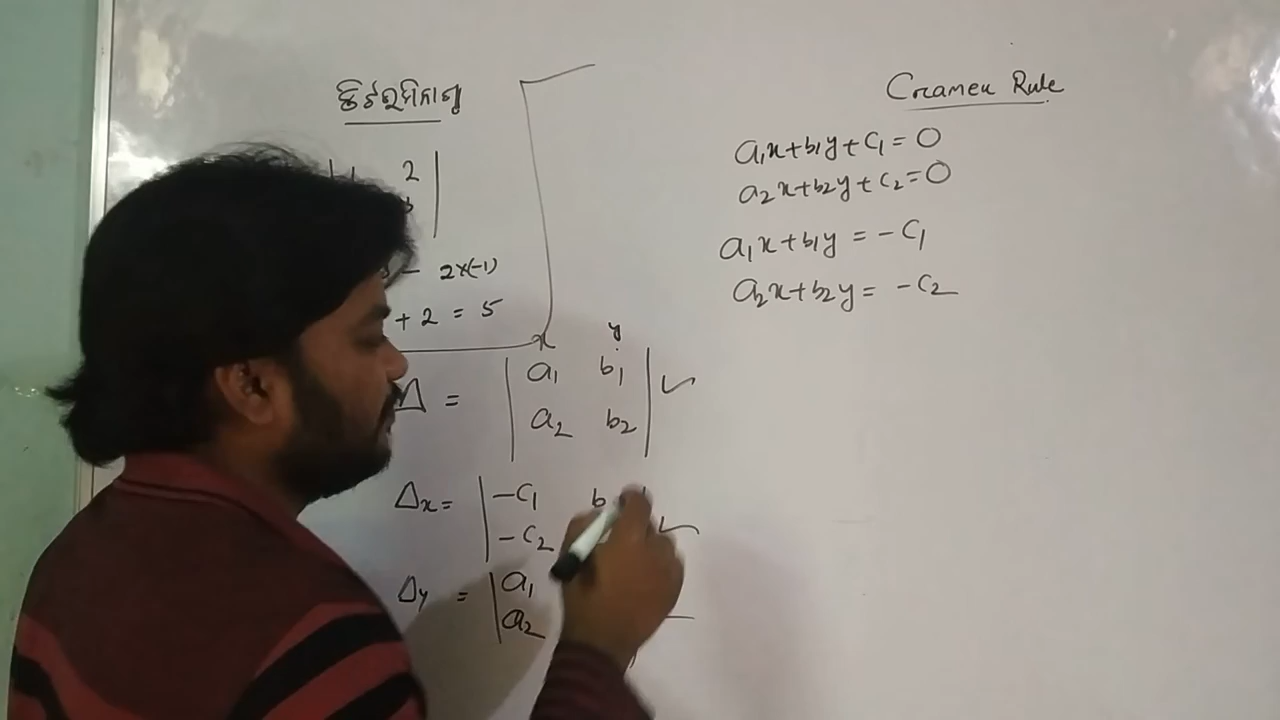 ଡିଟରମିନାଣ୍ଟ
2
- 2x(-1)
+ 2 = 5
x y
Δ = | a₁ b₁ |
| a₂ b₂ |
Δx = | -C₁ b
| -C₂
Δy = | a₁
| a₂
Cramer Rule
a₁x+b₁y+C₁ = 0
a₂x+b₂y+C₂=0
a₁x+b₁y = -C₁
a₂x+b₂y = -C₂